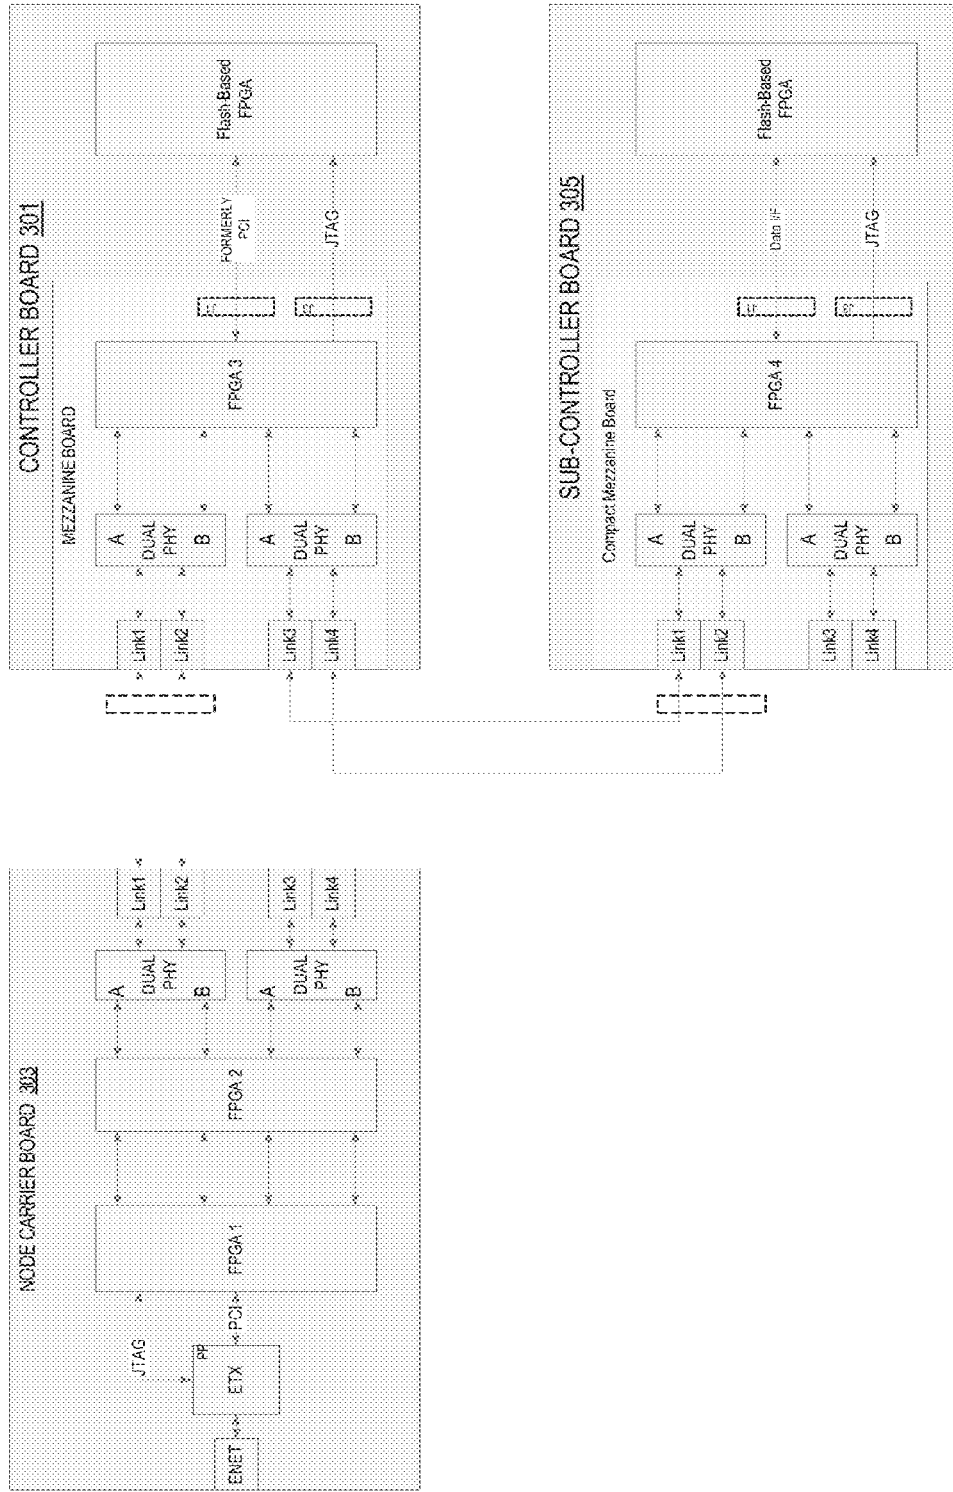 NODE CARRIER BOARD 303
ENET
ETX
PP
JTAG
PCI
FPGA 1
FPGA 2
A
DUAL
PHY
B
A
DUAL
PHY
B
Link1
Link2
Link3
Link4
CONTROLLER BOARD 301
MEZZANINE BOARD
Link1
Link2
Link3
Link4
A
DUAL
PHY
B
A
DUAL
PHY
B
FPGA 3
FORMERLY
PCI
JTAG
Flash-Based
FPGA
SUB-CONTROLLER BOARD 305
Compact Mezzanine Board
Link1
Link2
Link3
Link4
A
DUAL
PHY
B
A
DUAL
PHY
B
FPGA 4
Data I/F
JTAG
Flash-Based
FPGA